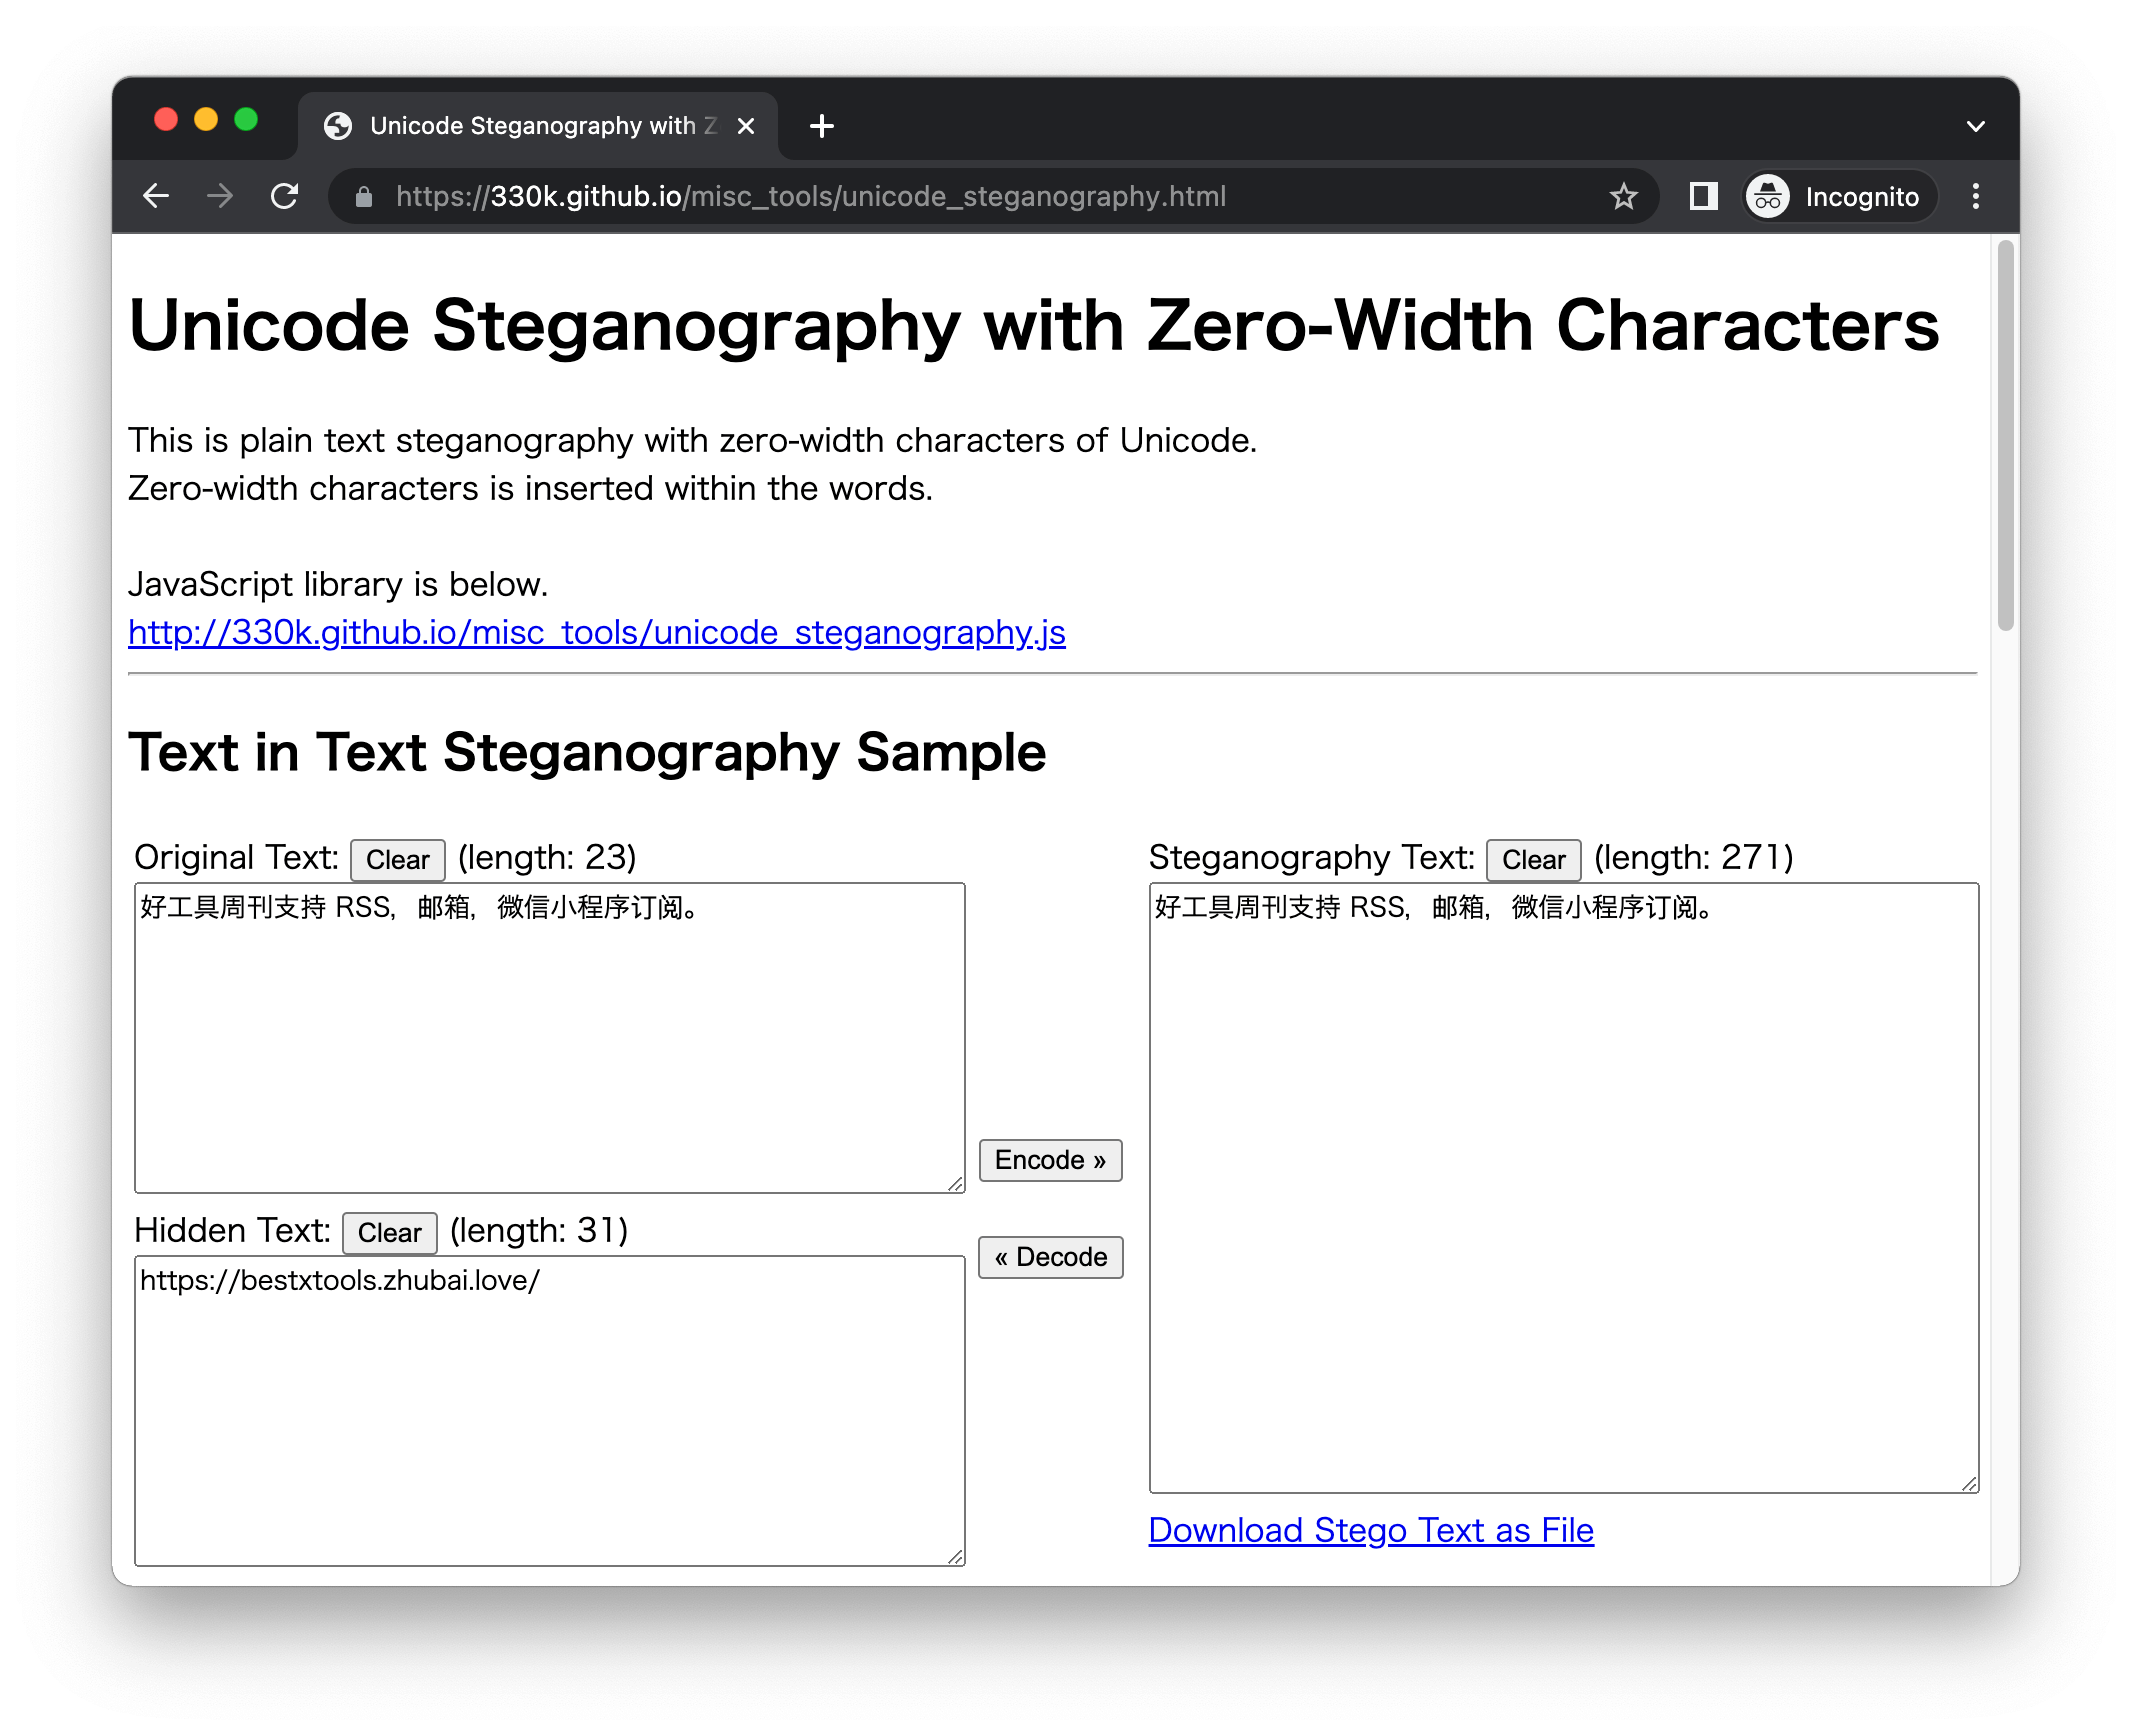 Unicode Steganography with Z
https://330k.github.io/misc_tools/unicode_steganography.html
Incognito
Unicode Steganography with Zero-Width Characters
This is plain text steganography with zero-width characters of Unicode.
Zero-width characters is inserted within the words.
JavaScript library is below.
http://330k.github.io/misc_tools/unicode_steganography.js
Text in Text Steganography Sample
Original Text: Clear (length: 23)
好工具周刊支持 RSS，邮箱，微信小程序订阅。
Encode »
Hidden Text: Clear (length: 31)
https://bestxtools.zhubai.love/
« Decode
Steganography Text: Clear (length: 271)
好工具周刊支持 RSS，邮箱，微信小程序订阅。
Download Stego Text as File